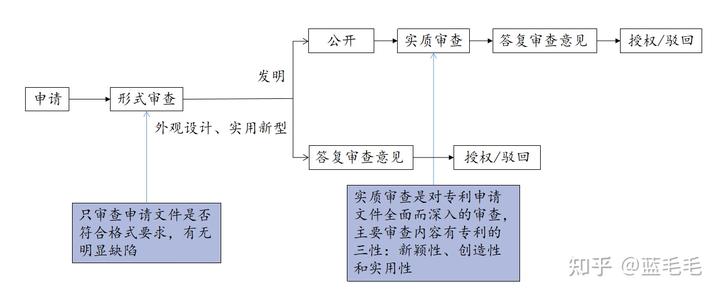 公开
实质审查
答复审查意见
授权/驳回
发明
申请
形式审查
外观设计、实用新型
答复审查意见
授权/驳回
只审查申请文件是否
符合格式要求，有无
明显缺陷
实质审查是对专利申请
文件全面而深入的审查，
主要审查内容有专利的
三性：新颖性、创造性
和实用性
知乎 @蓝毛毛